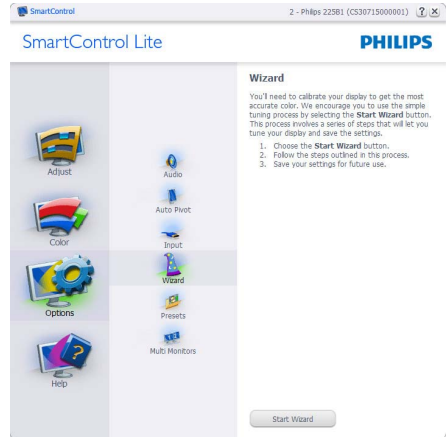 SmartControl
2 - Philips 225B1 (CS30715000001)
? X
SmartControl Lite
PHILIPS
Adjust
Color
Options
Help
Audio
Auto Pivot
Input
Wizard
Presets
Multi Monitors
Wizard
You'll need to calibrate your display to get the most
accurate color. We encourage you to use the simple
tuning process by selecting the Start Wizard button.
This process involves a series of steps that will let you
tune your display and save the settings.
1. Choose the Start Wizard button.
2. Follow the steps outlined in this process.
3. Save your settings for future use.
Start Wizard